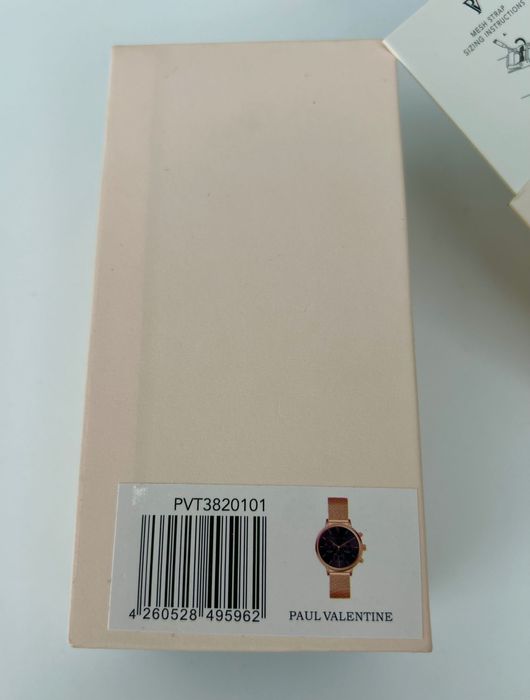 MESH STRAP
SIZING INSTRUCTIONS
PVT3820101
4 260528 495962
PAUL VALENTINE